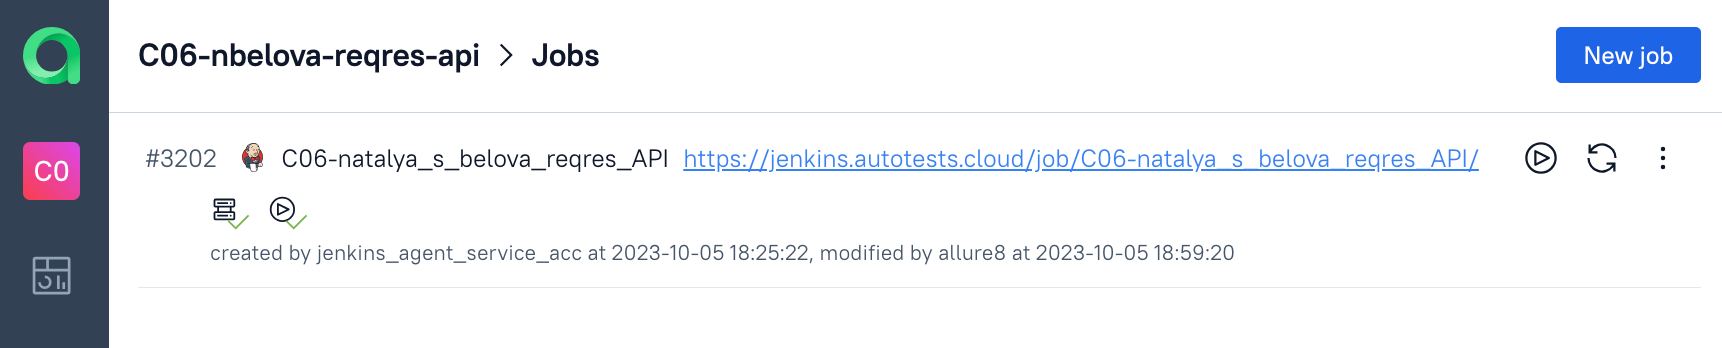 C06-nbelova-reqres-api > Jobs
New job
C0
#3202 C06-natalya_s_belova_reqres_API https://jenkins.autotests.cloud/job/C06-natalya_s_belova_reqres_API/
created by jenkins_agent_service_acc at 2023-10-05 18:25:22, modified by allure8 at 2023-10-05 18:59:20